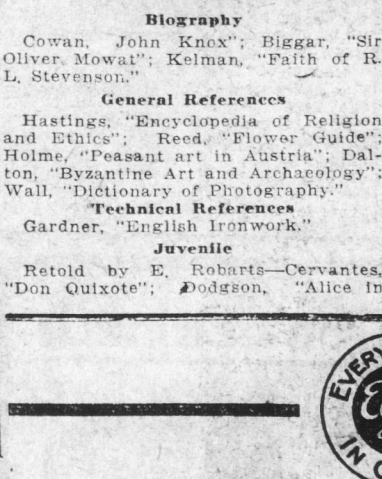 Biography
Cowan, John Knox"; Biggar, "Sir
Oliver Mowat"; Kelman, "Faith of R.
L. Stevenson."
General References
Hastings, "Encyclopedia of Religion
and Ethics"; Reed, "Flower Guide";
Holme, "Peasant art in Austria"; Dal-
ton, "Byzantine Art and Archaeology";
Wall, "Dictionary of Photography."
Technical References
Gardner, "English Ironwork."
Juvenile
Retold by E. Robarts—Cervantes,
"Don Quixote"; Dodgson, "Alice in
EVERY
IN